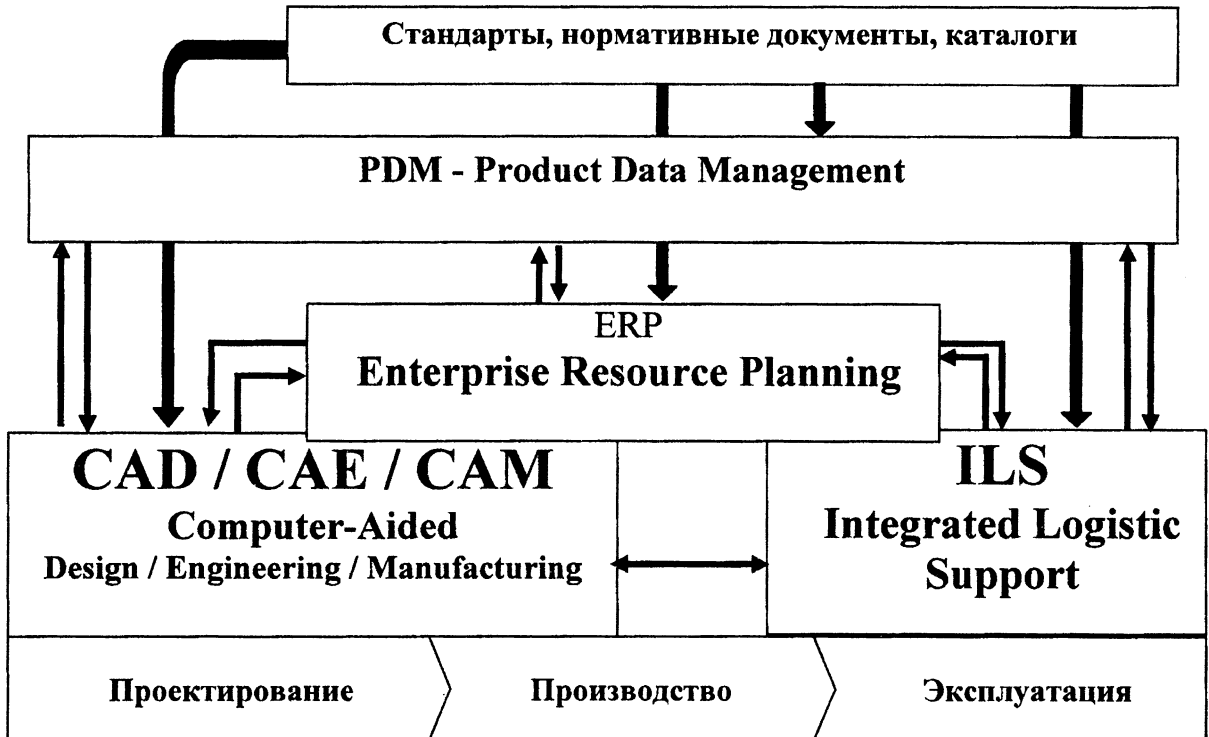 Стандарты, нормативные документы, каталоги
PDM - Product Data Management
ERP
Enterprise Resource Planning
CAD / CAE / CAM
Computer-Aided
Design / Engineering / Manufacturing
ILS
Integrated Logistic
Support
Проектирование
Производство
Эксплуатация